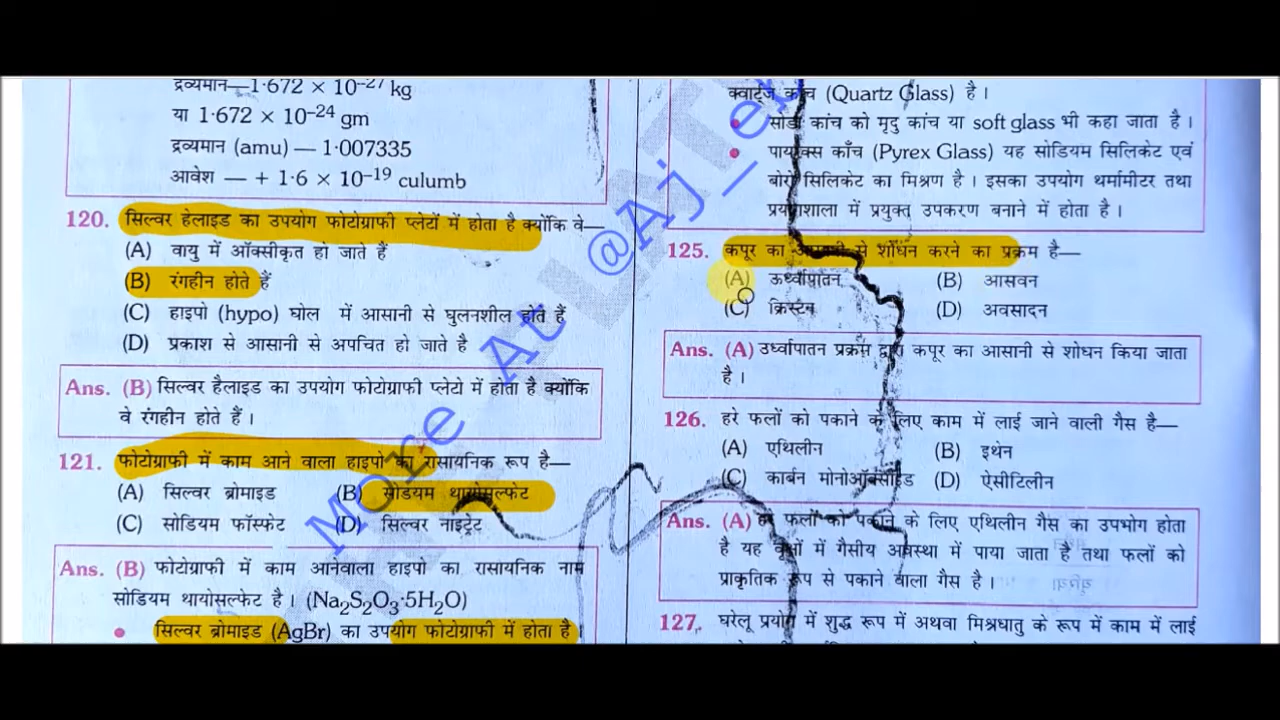 द्रव्यमान—1·672 × 10–27 kg
या 1·672 × 10–24 gm
द्रव्यमान (amu) — 1·007335
आवेश — + 1·6 × 10–19 culumb
120. सिल्वर हेलाइड का उपयोग फोटोग्राफी प्लेटों में होता है क्योंकि वे—
(A) वायु में ऑक्सीकृत हो जाते हैं
(B) रंगहीन होते हैं
(C) हाइपो (hypo) घोल में आसानी से घुलनशील होते हैं
(D) प्रकाश से आसानी से अपचित हो जाते है
Ans. (B) सिल्वर हैलाइड का उपयोग फोटोग्राफी प्लेटो में होता है क्योंकि
वे रंगहीन होते हैं ।
121. फोटोग्राफी में काम आने वाला हाइपो का रासायनिक रूप है—
(A) सिल्वर ब्रोमाइड (B) सोडियम थायोसल्फेट
(C) सोडियम फॉस्फेट (D) सिल्वर नाइट्रेट
Ans. (B) फोटोग्राफी में काम आनेवाला हाइपो का रासायनिक नाम
सोडियम थायोसल्फेट है । (Na2S2O3·5H2O)
• सिल्वर ब्रोमाइड (AgBr) का उपयोग फोटोग्राफी में होता है ।
क्वार्ट्ज काँच (Quartz Glass) है ।
• सोडा कांच को मृदु कांच या soft glass भी कहा जाता है ।
• पायरेक्स काँच (Pyrex Glass) यह सोडियम सिलिकेट एवं
बोरो सिलिकेट का मिश्रण है । इसका उपयोग थर्मामीटर तथा
प्रयोगशाला में प्रयुक्त उपकरण बनाने में होता है ।
125. कपूर का आसानी से शोधन करने का प्रक्रम है—
(A) ऊर्ध्वापातन (B) आसवन
(C) क्रिस्टन (D) अवसादन
Ans. (A) उर्ध्वापातन प्रक्रम द्वारा कपूर का आसानी से शोधन किया जाता
है ।
126. हरे फलों को पकाने के लिए काम में लाई जाने वाली गैस है—
(A) एथिलीन (B) इथेन
(C) कार्बन मोनोऑक्साइड (D) ऐसीटिलीन
Ans. (A) हरे फलों को पकाने के लिए एथिलीन गैस का उपभोग होता
है यह वृक्षों में गैसीय अवस्था में पाया जाता है तथा फलों को
प्राकृतिक रूप से पकाने वाला गैस है ।
127. घरेलू प्रयोग में शुद्ध रूप में अथवा मिश्रधातु के रूप में काम में लाई
More At @Aj_